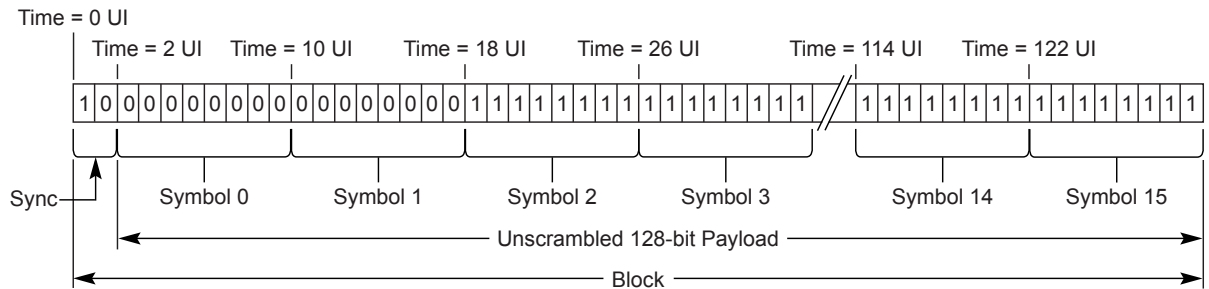 Time = 0 UI
Time = 2 UI Time = 10 UI Time = 18 UI Time = 26 UI Time = 114 UI Time = 122 UI
1 0 0 0 0 0 0 0 0 0 0 0 0 0 0 0 0 0 1 1 1 1 1 1 1 1 1 1 1 1 1 1 1 1 1 1 1 1 1 1 1 1 1 1 1 1 1 1 1 1
Sync Symbol 0 Symbol 1 Symbol 2 Symbol 3 Symbol 14 Symbol 15
Unscrambled 128-bit Payload
Block